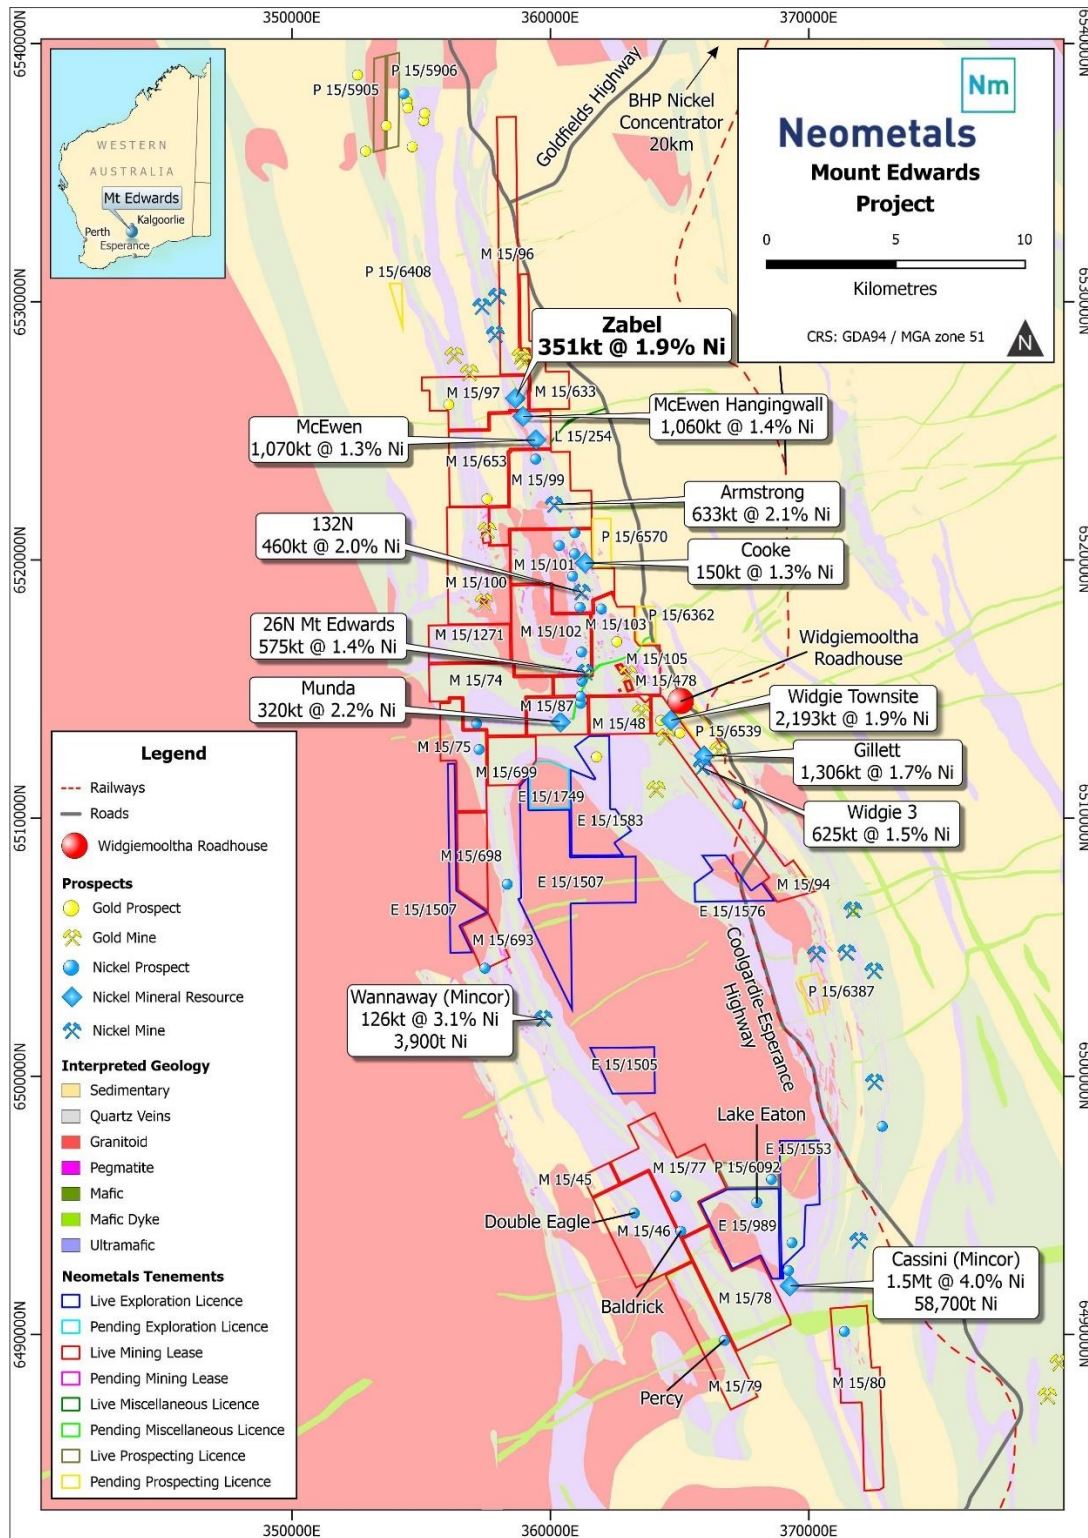 350000E
360000E
370000E
6540000N
6540000N
WESTERN
AUSTRALIA
Mt Edwards
Kalgoorlie
Perth
Esperance
P 15/5906
P 15/5905
Goldfields Highway
BHP Nickel
Concentrator
20km
Nm
Neometals
Mount Edwards
Project
0
5
10
Kilometres
CRS: GDA94 / MGA zone 51
N
M 15/96
P 15/6408
6530000N
6530000N
Zabel
351kt @ 1.9% Ni
M 15/97
M 15/633
McEwen Hangingwall
1,060kt @ 1.4% Ni
McEwen
1,070kt @ 1.3% Ni
L 15/254
M 15/653
M 15/99
Armstrong
633kt @ 2.1% Ni
132N
460kt @ 2.0% Ni
P 15/6570
Cooke
150kt @ 1.3% Ni
6520000N
6520000N
M 15/101
M 15/100
26N Mt Edwards
575kt @ 1.4% Ni
M 15/1271
M 15/102
M 15/103
P 15/6362
Widgiemooltha
Roadhouse
M 15/105
M 15/74
M 15/478
Munda
320kt @ 2.2% Ni
M 15/87
M 15/48
Widgie Townsite
2,193kt @ 1.9% Ni
P 15/6539
M 15/75
Gillett
1,306kt @ 1.7% Ni
M 15/699
E 15/1749
Widgie 3
625kt @ 1.5% Ni
E 15/1583
6510000N
6510000N
M 15/698
E 15/1507
M 15/94
E 15/1507
E 15/1576
M 15/693
Coolgardie-Esperance
Highway
P 15/6387
Wannaway (Mincor)
126kt @ 3.1% Ni
3,900t Ni
6500000N
6500000N
E 15/1505
Lake Eaton
E 15/1553
M 15/77
P 15/6092
M 15/45
Double Eagle
M 15/46
E 15/989
Cassini (Mincor)
1.5Mt @ 4.0% Ni
58,700t Ni
Baldrick
M 15/78
6490000N
6490000N
Percy
M 15/79
M 15/80
Legend
Railways
Roads
Widgiemooltha Roadhouse
Prospects
Gold Prospect
Gold Mine
Nickel Prospect
Nickel Mineral Resource
Nickel Mine
Interpreted Geology
Sedimentary
Quartz Veins
Granitoid
Pegmatite
Mafic
Mafic Dyke
Ultramafic
Neometals Tenements
Live Exploration Licence
Pending Exploration Licence
Live Mining Lease
Pending Mining Lease
Live Miscellaneous Licence
Pending Miscellaneous Licence
Live Prospecting Licence
Pending Prospecting Licence
350000E
360000E
370000E